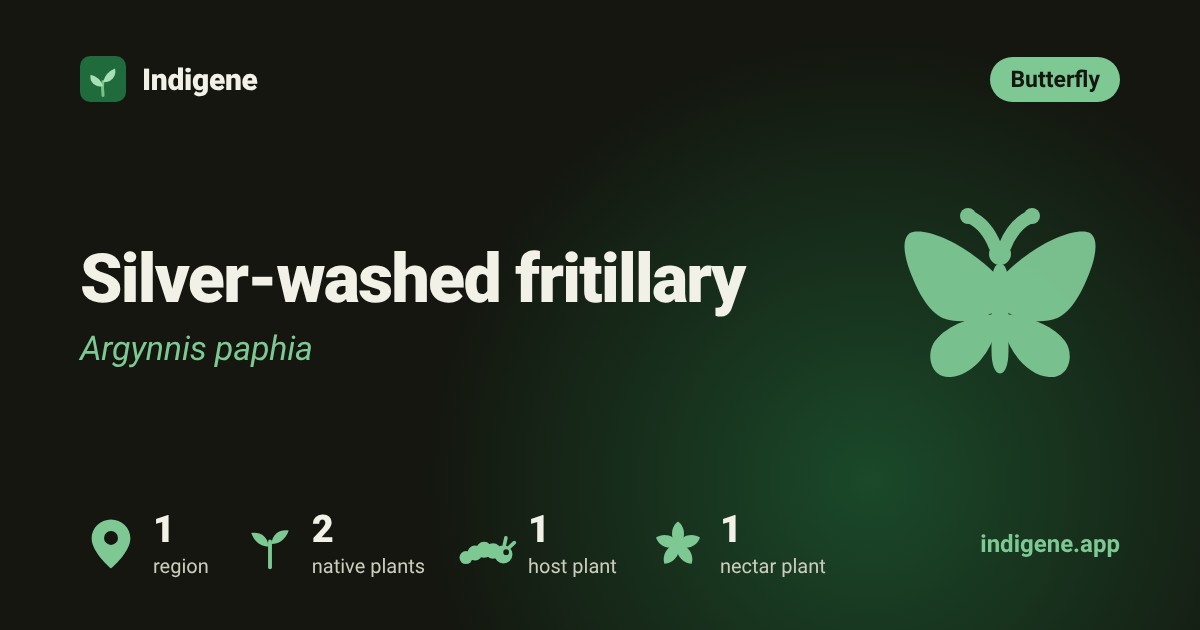 Indigene
Butterfly
Silver-washed fritillary
Argynnis paphia
1
region
2
native plants
1
host plant
1
nectar plant
indigene.app